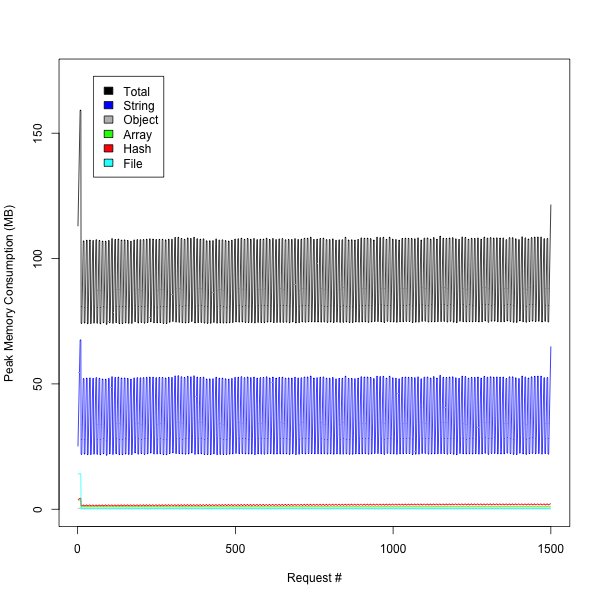 Total
String
Object
Array
Hash
File
Peak Memory Consumption (MB)
150
100
50
0
0 500 1000 1500
Request #